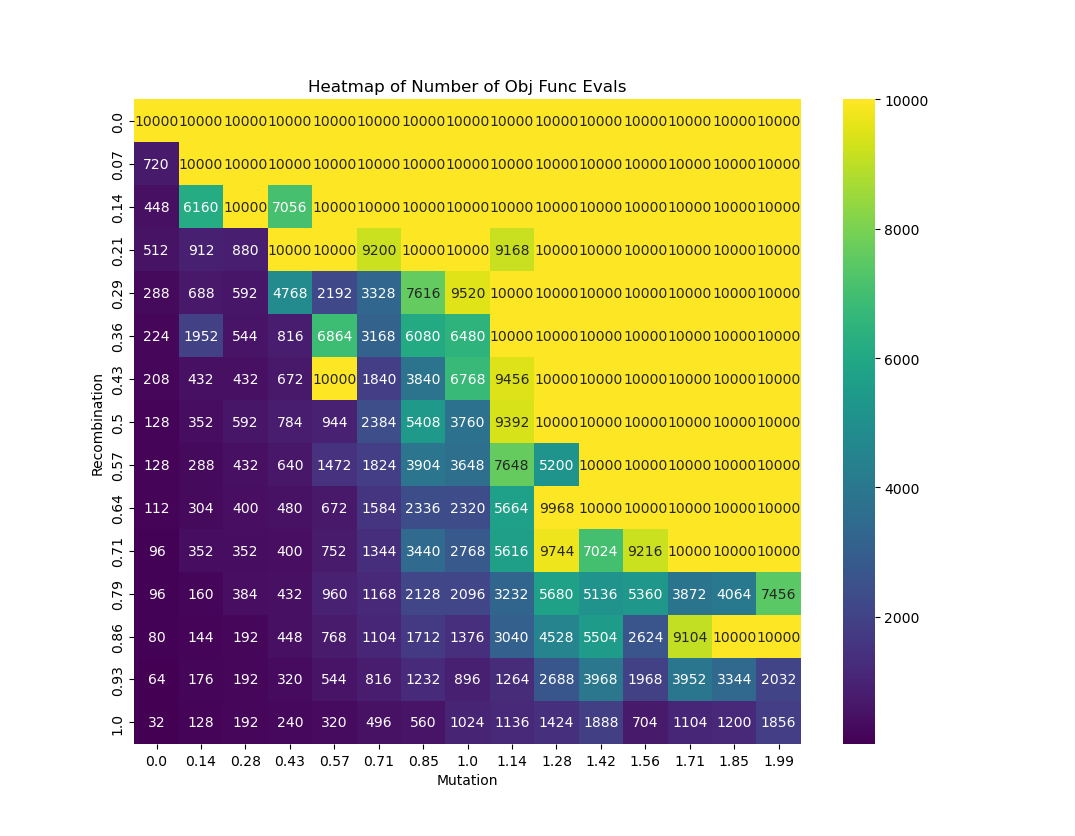 Heatmap of Number of Obj Func Evals
Recombination
0.0 10000 10000 10000 10000 10000 10000 10000 10000 10000 10000 10000 10000 10000 10000 10000
0.07 720 10000 10000 10000 10000 10000 10000 10000 10000 10000 10000 10000 10000 10000 10000
0.14 448 6160 10000 7056 10000 10000 10000 10000 10000 10000 10000 10000 10000 10000 10000
0.21 512 912 880 10000 10000 9200 10000 10000 9168 10000 10000 10000 10000 10000 10000
0.29 288 688 592 4768 2192 3328 7616 9520 10000 10000 10000 10000 10000 10000 10000
0.36 224 1952 544 816 6864 3168 6080 6480 10000 10000 10000 10000 10000 10000 10000
0.43 208 432 432 672 10000 1840 3840 6768 9456 10000 10000 10000 10000 10000 10000
0.5 128 352 592 784 944 2384 5408 3760 9392 10000 10000 10000 10000 10000 10000
0.57 128 288 432 640 1472 1824 3904 3648 7648 5200 10000 10000 10000 10000 10000
0.64 112 304 400 480 672 1584 2336 2320 5664 9968 10000 10000 10000 10000 10000
0.71 96 352 352 400 752 1344 3440 2768 5616 9744 7024 9216 10000 10000 10000
0.79 96 160 384 432 960 1168 2128 2096 3232 5680 5136 5360 3872 4064 7456
0.86 80 144 192 448 768 1104 1712 1376 3040 4528 5504 2624 9104 10000 10000
0.93 64 176 192 320 544 816 1232 896 1264 2688 3968 1968 3952 3344 2032
1.0 32 128 192 240 320 496 560 1024 1136 1424 1888 704 1104 1200 1856
0.0 0.14 0.28 0.43 0.57 0.71 0.85 1.0 1.14 1.28 1.42 1.56 1.71 1.85 1.99
Mutation
10000
8000
6000
4000
2000